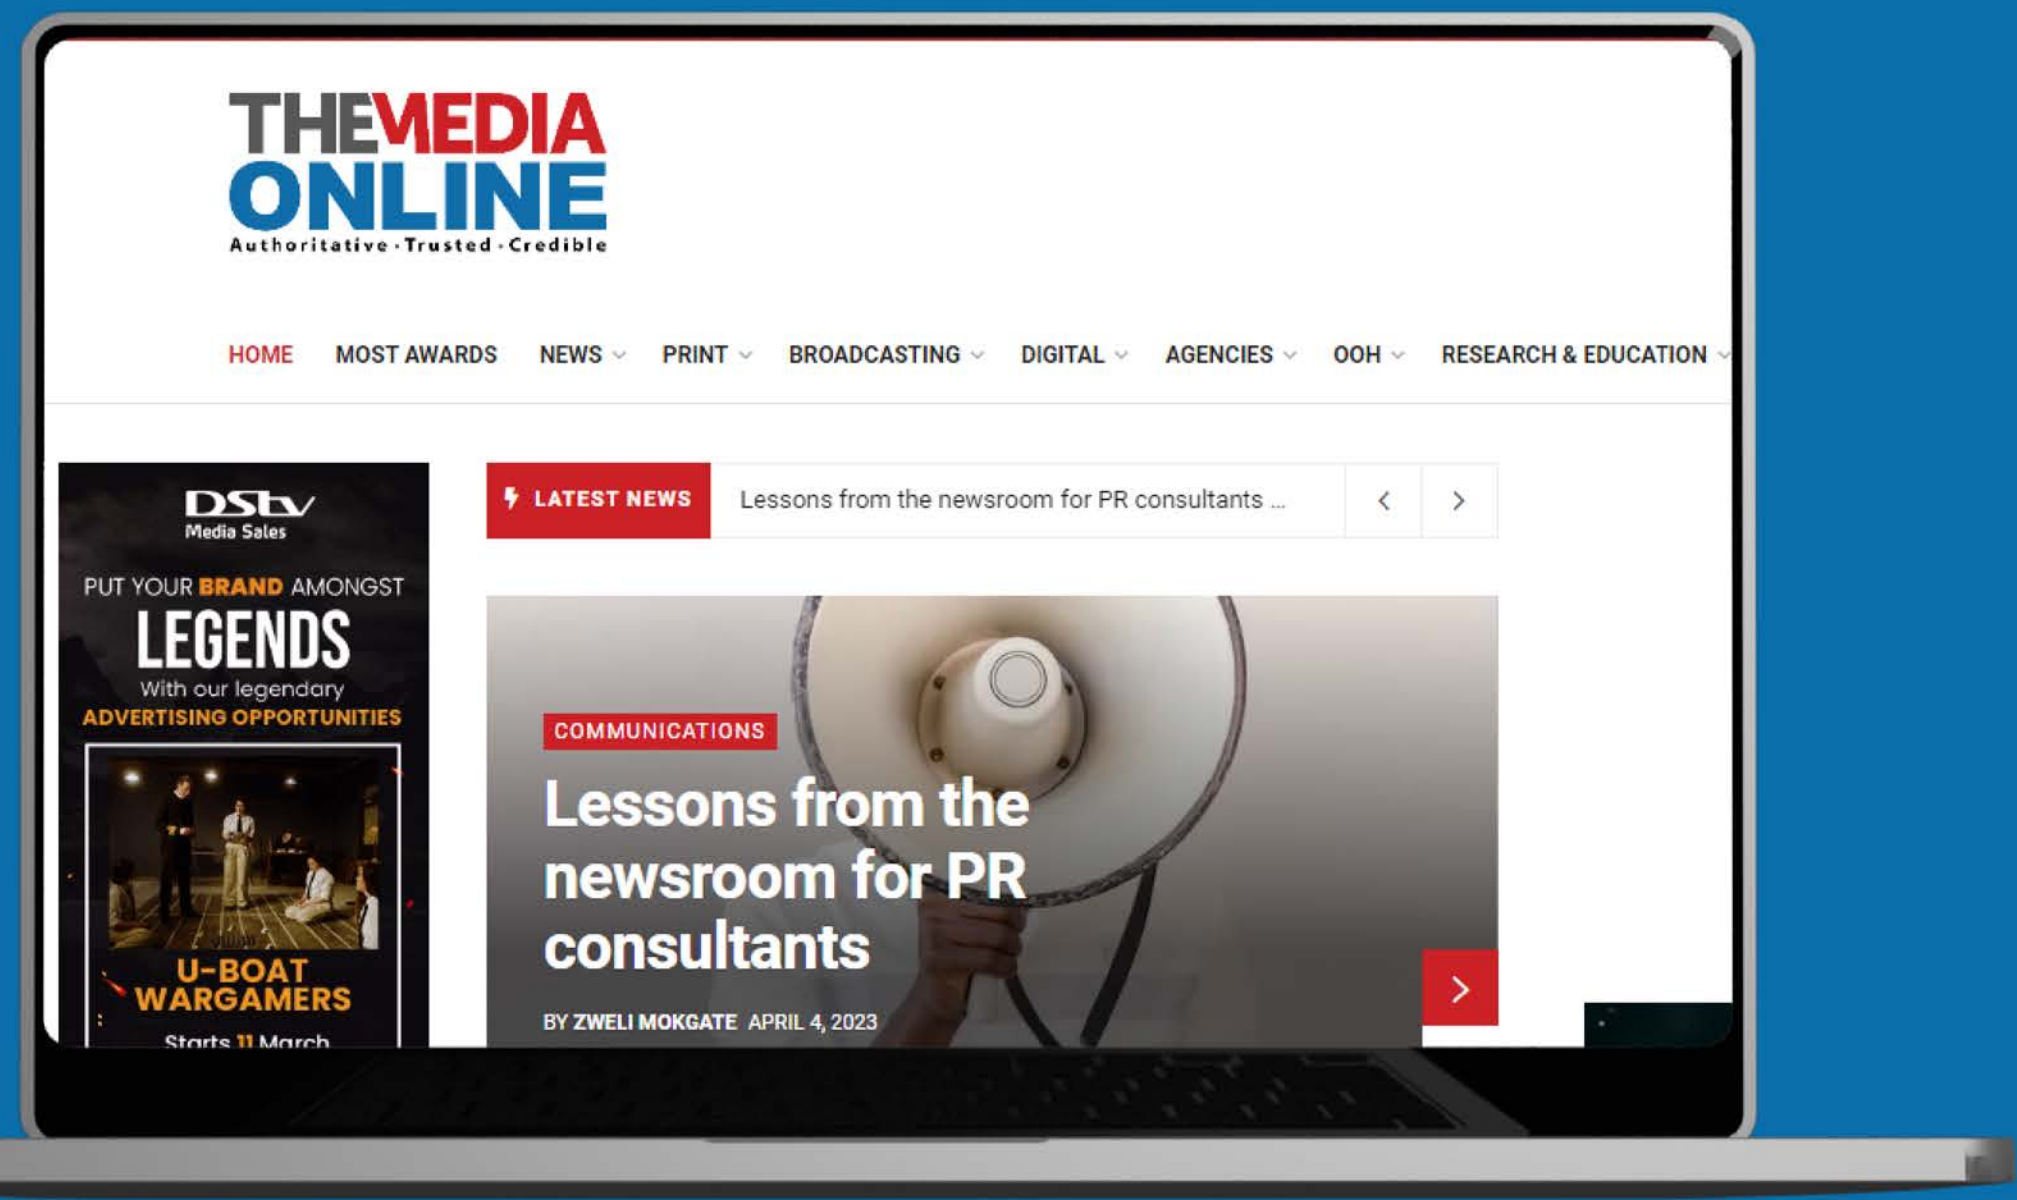 THEMEDIA
ONLINE
Authoritative · Trusted · Credible
HOME MOST AWARDS NEWS PRINT BROADCASTING DIGITAL AGENCIES OOH RESEARCH & EDUCATION
DStv
Media Sales
PUT YOUR BRAND AMONGST
LEGENDS
With our legendary
ADVERTISING OPPORTUNITIES
U-BOAT
WARGAMERS
Starts 11 March
LATEST NEWS Lessons from the newsroom for PR consultants ...
COMMUNICATIONS
Lessons from the
newsroom for PR
consultants
BY ZWELI MOKGATE APRIL 4, 2023